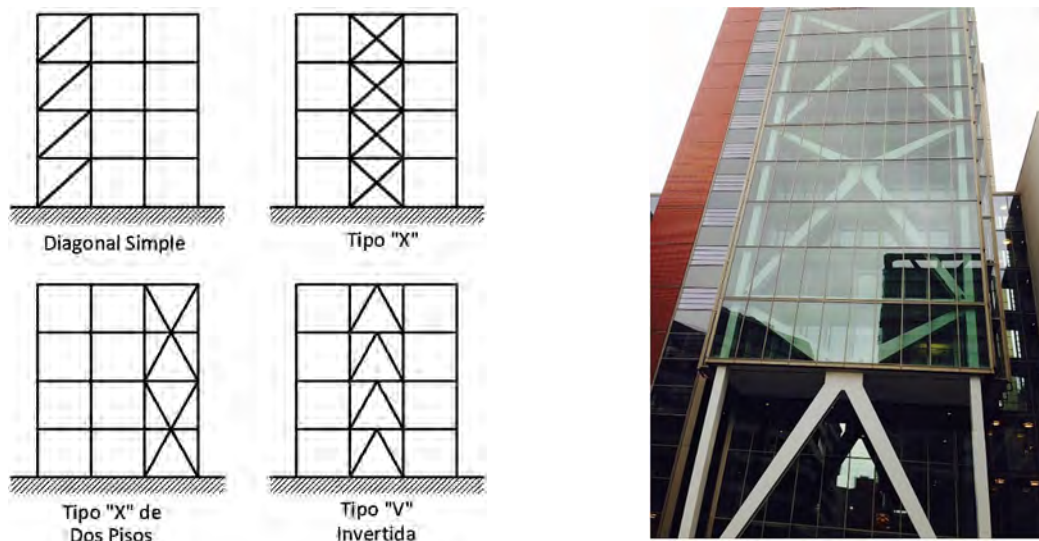 Diagonal Simple
Tipo "X"
Tipo "X" de
Dos Pisos
Tipo "V"
Invertida